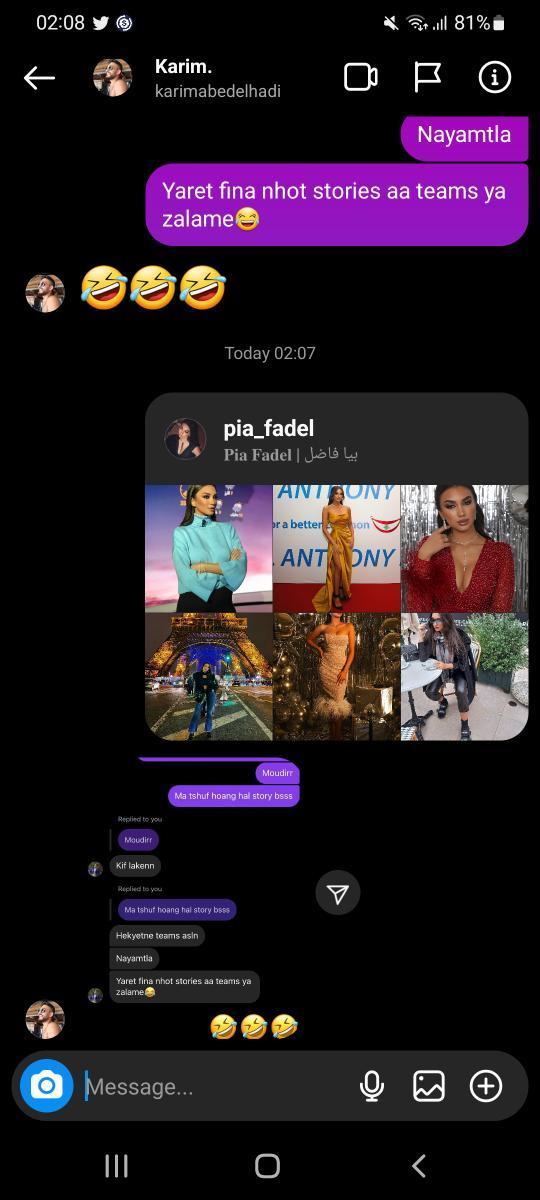 02:08
81%
Karim.
karimabedelhadi
Nayamtla
Yaret fina nhot stories aa teams ya
zalame😂
🤣🤣🤣
Today 02:07
pia_fadel
𝐏𝐢𝐚 𝐅𝐚𝐝𝐞𝐥 | بيا فاضل
ANTHONY
or a better
non
ANTHONY
Moudirr
Ma tshuf hoang hal story bsss
Replied to you
Moudirr
Kif lakenn
Replied to you
Ma tshuf hoang hal story bsss
Hekyetne teams asln
Nayamtla
Yaret fina nhot stories aa teams ya
zalame😂
🤣🤣🤣
Message...